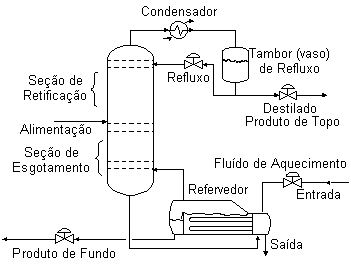 Condensador
Tambor (vaso)
de Refluxo
Seção de
Retificação
Refluxo
Destilado
Produto de Topo
Alimentação
Seção de
Esgotamento
Fluído de Aquecimento
Refervedor
Entrada
Saída
Produto de Fundo